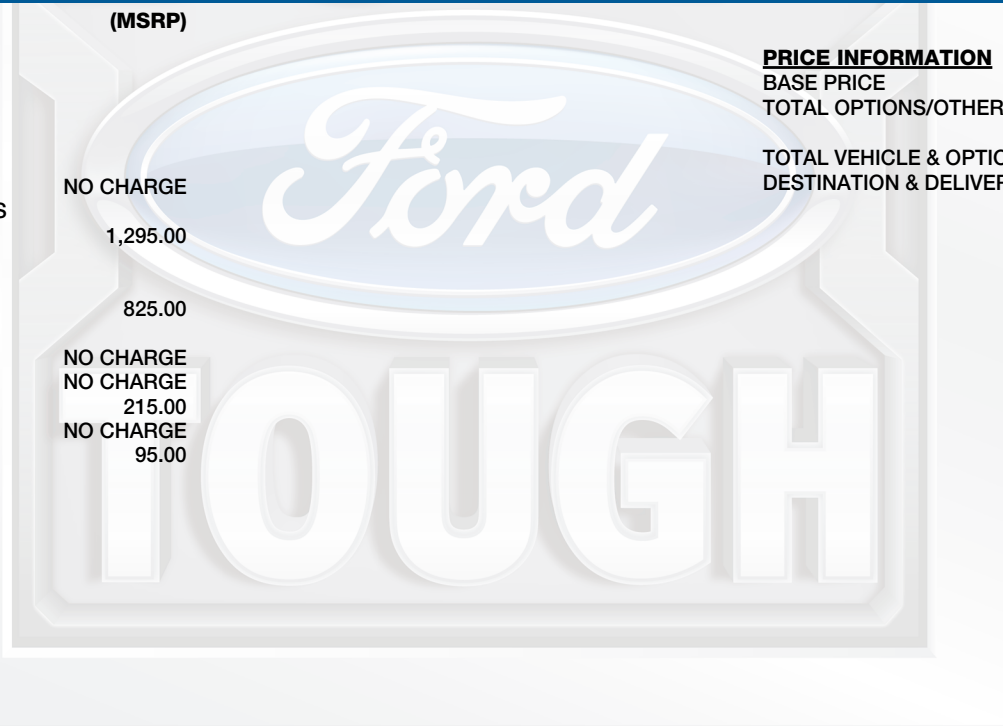 (MSRP)
NO CHARGE
S
1,295.00
825.00
NO CHARGE
NO CHARGE
215.00
NO CHARGE
95.00
PRICE INFORMATION
BASE PRICE
TOTAL OPTIONS/OTHER
TOTAL VEHICLE & OPTIO
DESTINATION & DELIVER
Ford
TOUGH